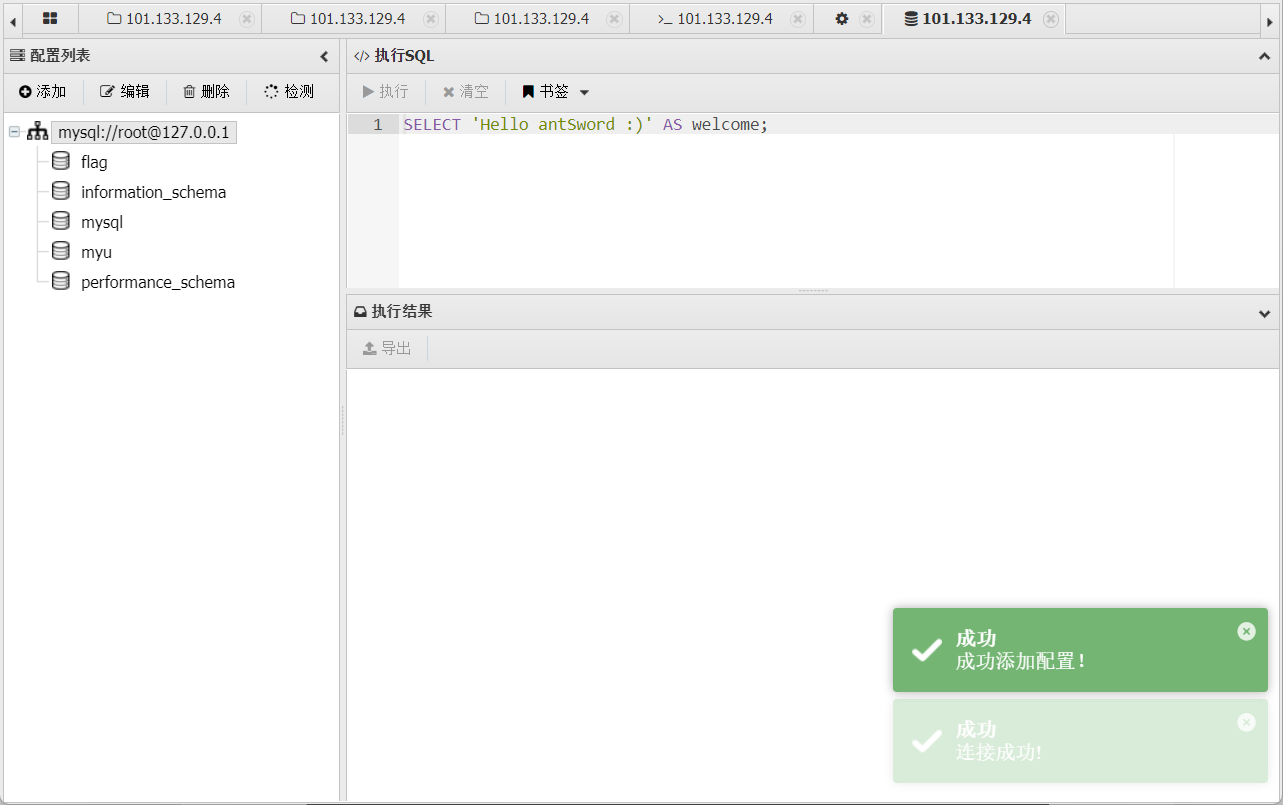 101.133.129.4
101.133.129.4
101.133.129.4
>_ 101.133.129.4
101.133.129.4
配置列表
添加
编辑
删除
检测
mysql://root@127.0.0.1
flag
information_schema
mysql
myu
performance_schema
</> 执行SQL
执行
清空
书签
1 SELECT 'Hello antSword :)' AS welcome;
执行结果
导出
成功
成功添加配置!
成功
连接成功!